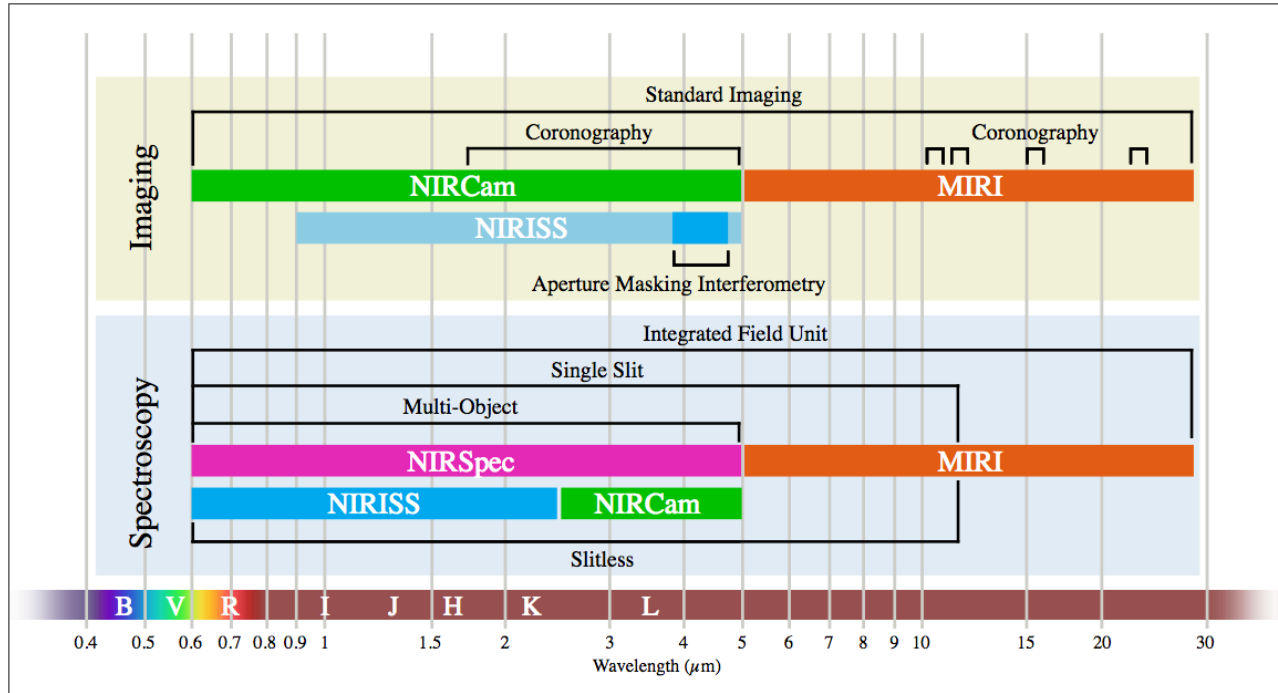 Imaging
Standard Imaging
Coronography
Coronography
NIRCam
MIRI
NIRISS
Aperture Masking Interferometry
Spectroscopy
Integrated Field Unit
Single Slit
Multi-Object
NIRSpec
MIRI
NIRISS
NIRCam
Slitless
B V R I J H K L
0.4 0.5 0.6 0.7 0.8 0.9 1 1.5 2 3 4 5 6 7 8 9 10 15 20 30
Wavelength (μm)